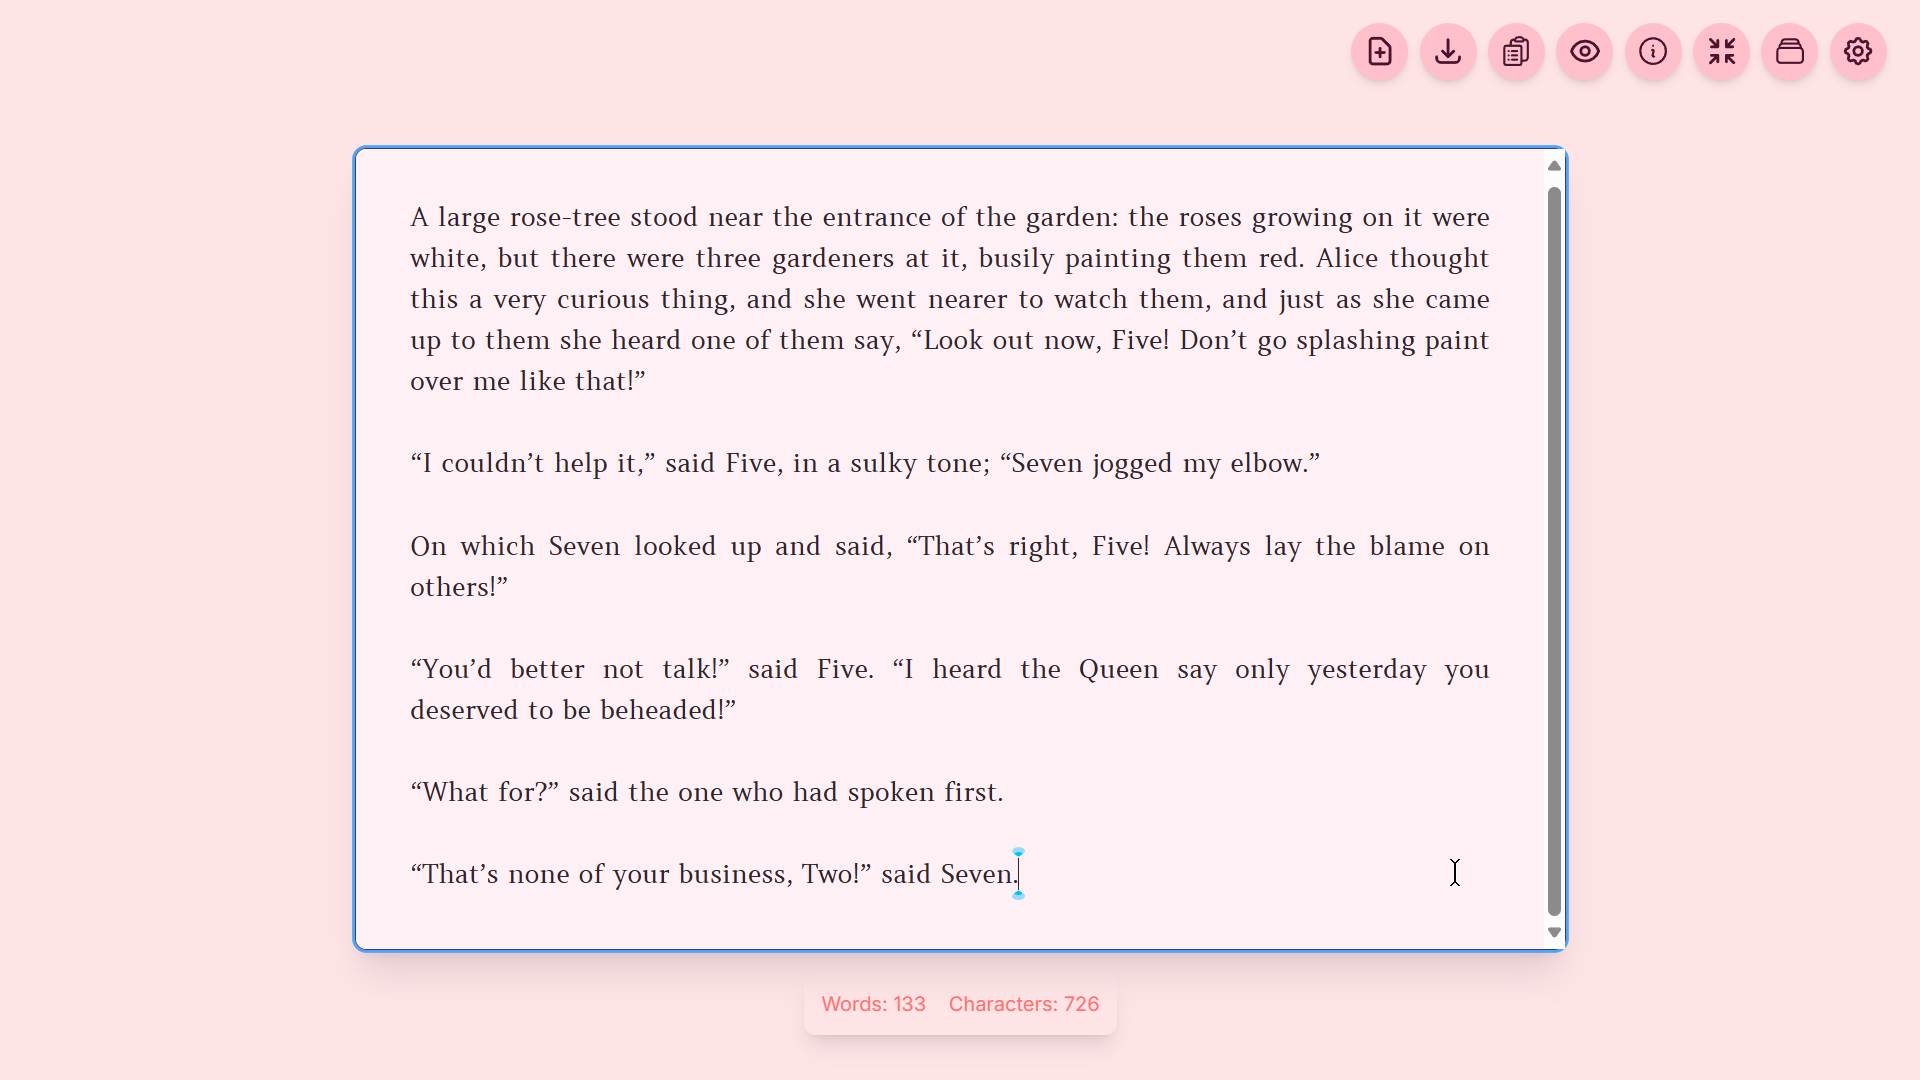 A large rose-tree stood near the entrance of the garden: the roses growing on it were
white, but there were three gardeners at it, busily painting them red. Alice thought
this a very curious thing, and she went nearer to watch them, and just as she came
up to them she heard one of them say, “Look out now, Five! Don’t go splashing paint
over me like that!”
“I couldn’t help it,” said Five, in a sulky tone; “Seven jogged my elbow.”
On which Seven looked up and said, “That’s right, Five! Always lay the blame on
others!”
“You’d better not talk!” said Five. “I heard the Queen say only yesterday you
deserved to be beheaded!”
“What for?” said the one who had spoken first.
“That’s none of your business, Two!” said Seven.
Words: 133 Characters: 726